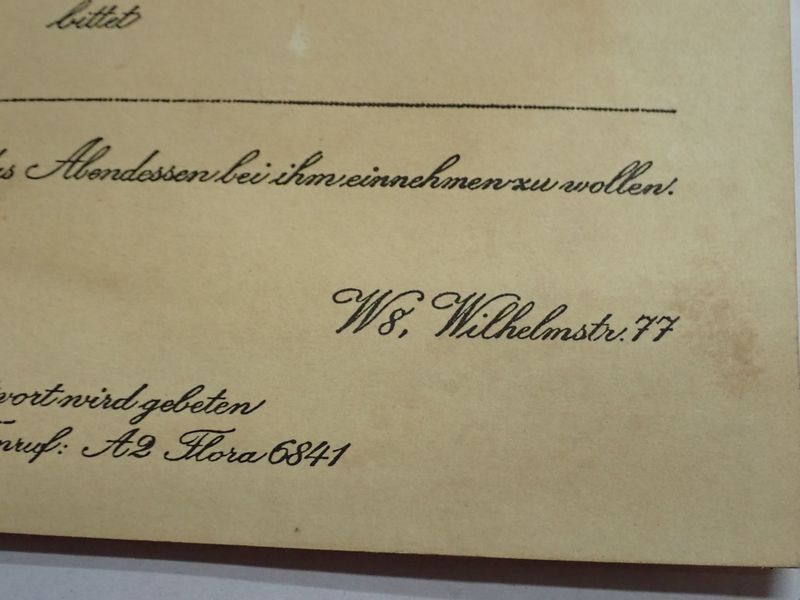 bittet
Abendessen bei ihm einnehmen zu wollen.
W8, Wilhelmstr. 77
wird gebeten
A2 Flora 6841